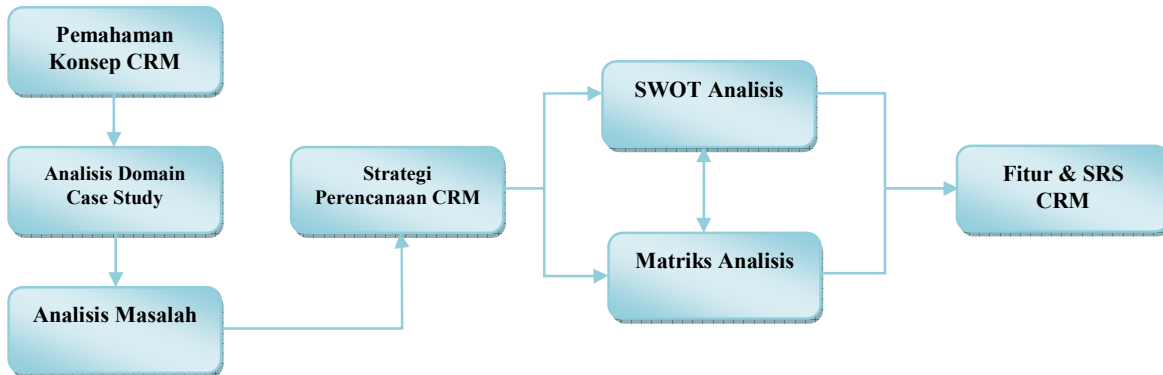 Pemahaman
Konsep CRM
Analisis Domain
Case Study
Analisis Masalah
Strategi
Perencanaan CRM
SWOT Analisis
Matriks Analisis
Fitur & SRS
CRM